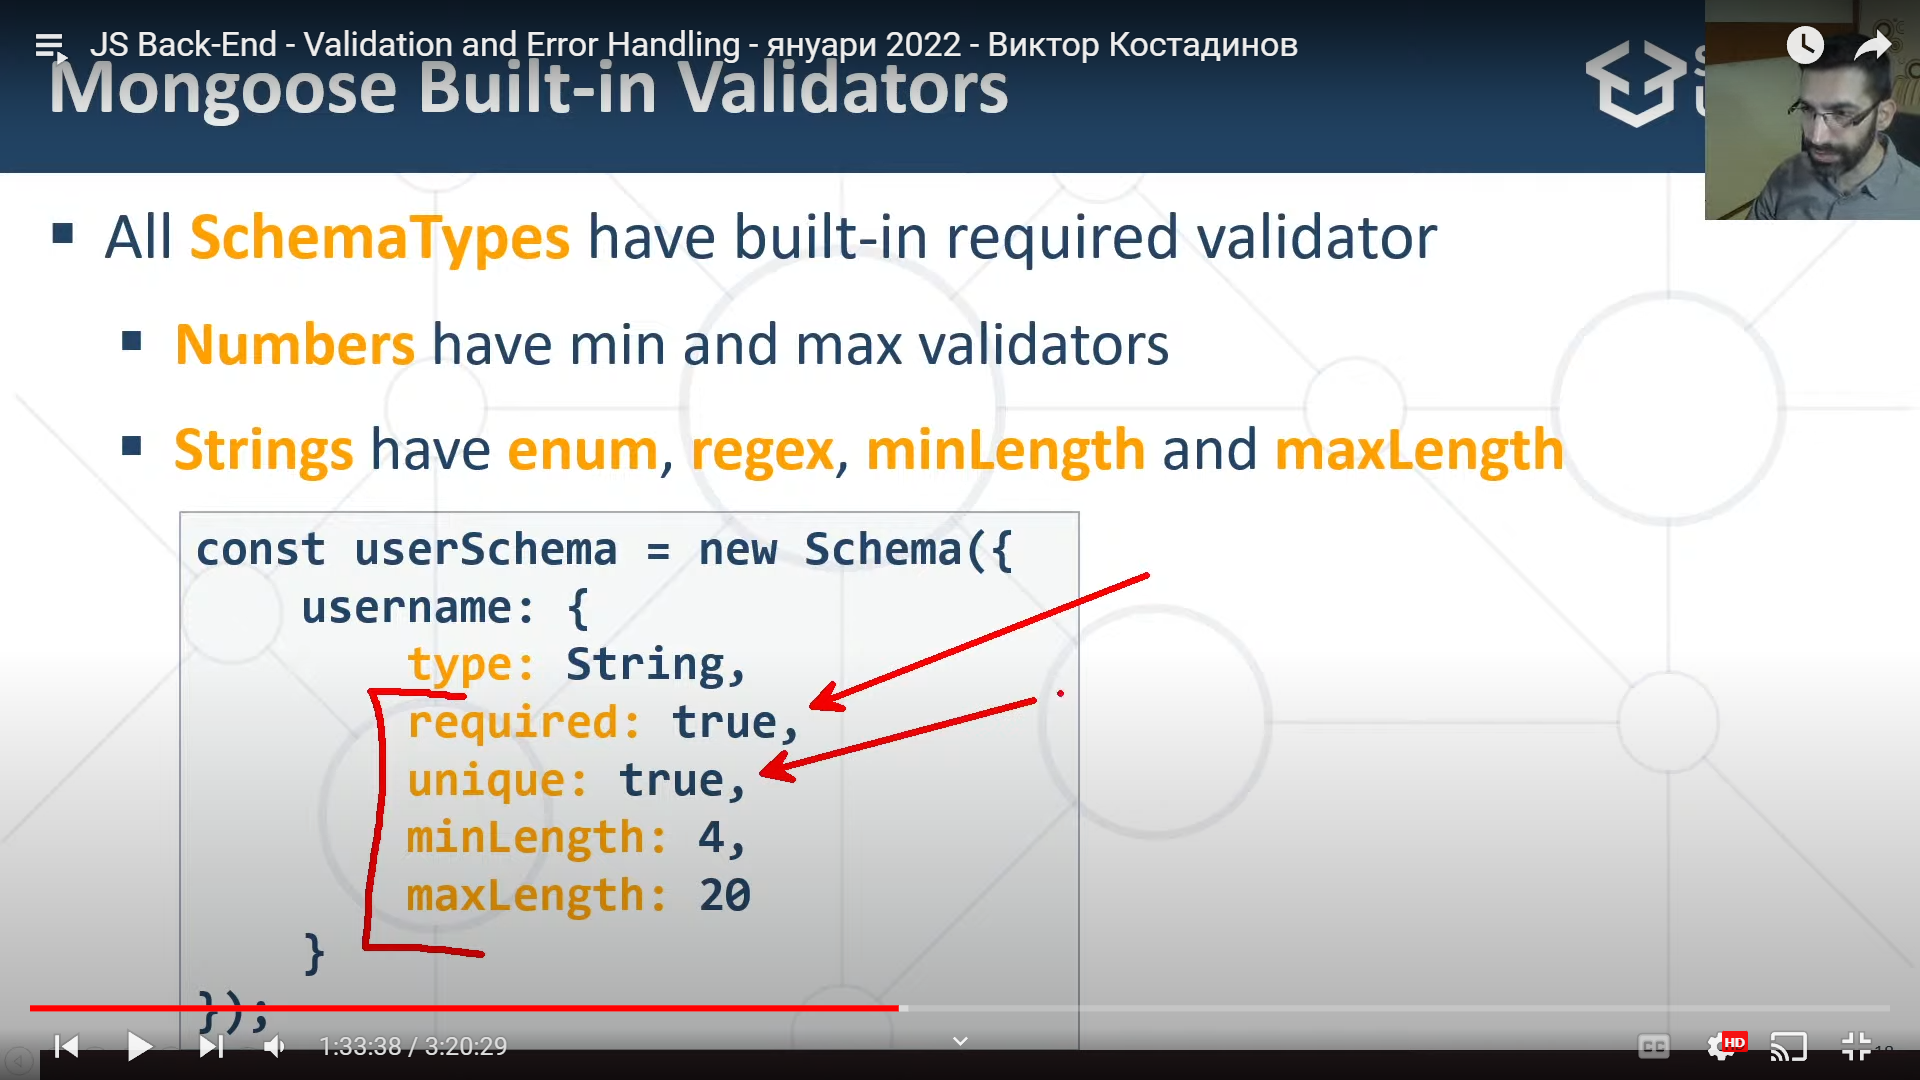 JS Back-End - Validation and Error Handling - януари 2022 - Виктор Костадинов
Mongoose Built-in Validators
All SchemaTypes have built-in required validator
Numbers have min and max validators
Strings have enum, regex, minLength and maxLength
const userSchema = new Schema({
username: {
type: String,
required: true,
unique: true,
minLength: 4,
maxLength: 20
}
});
1:33:38 / 3:20:29
CC
HD